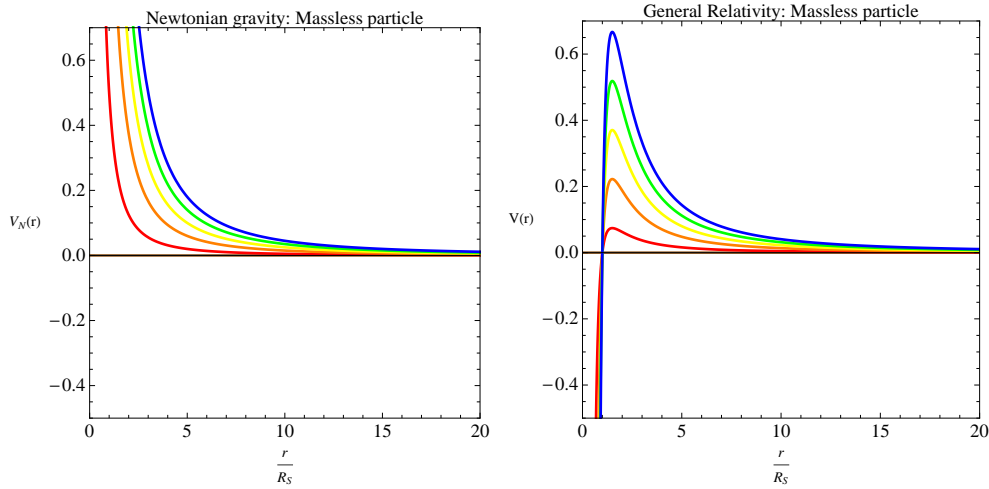 Newtonian gravity: Massless particle
0.6
0.4
0.2
V_N(r)
0.0
−0.2
−0.4
0 5 10 15 20
r
R_S
General Relativity: Massless particle
0.6
0.4
0.2
V(r)
0.0
−0.2
−0.4
0 5 10 15 20
r
R_S